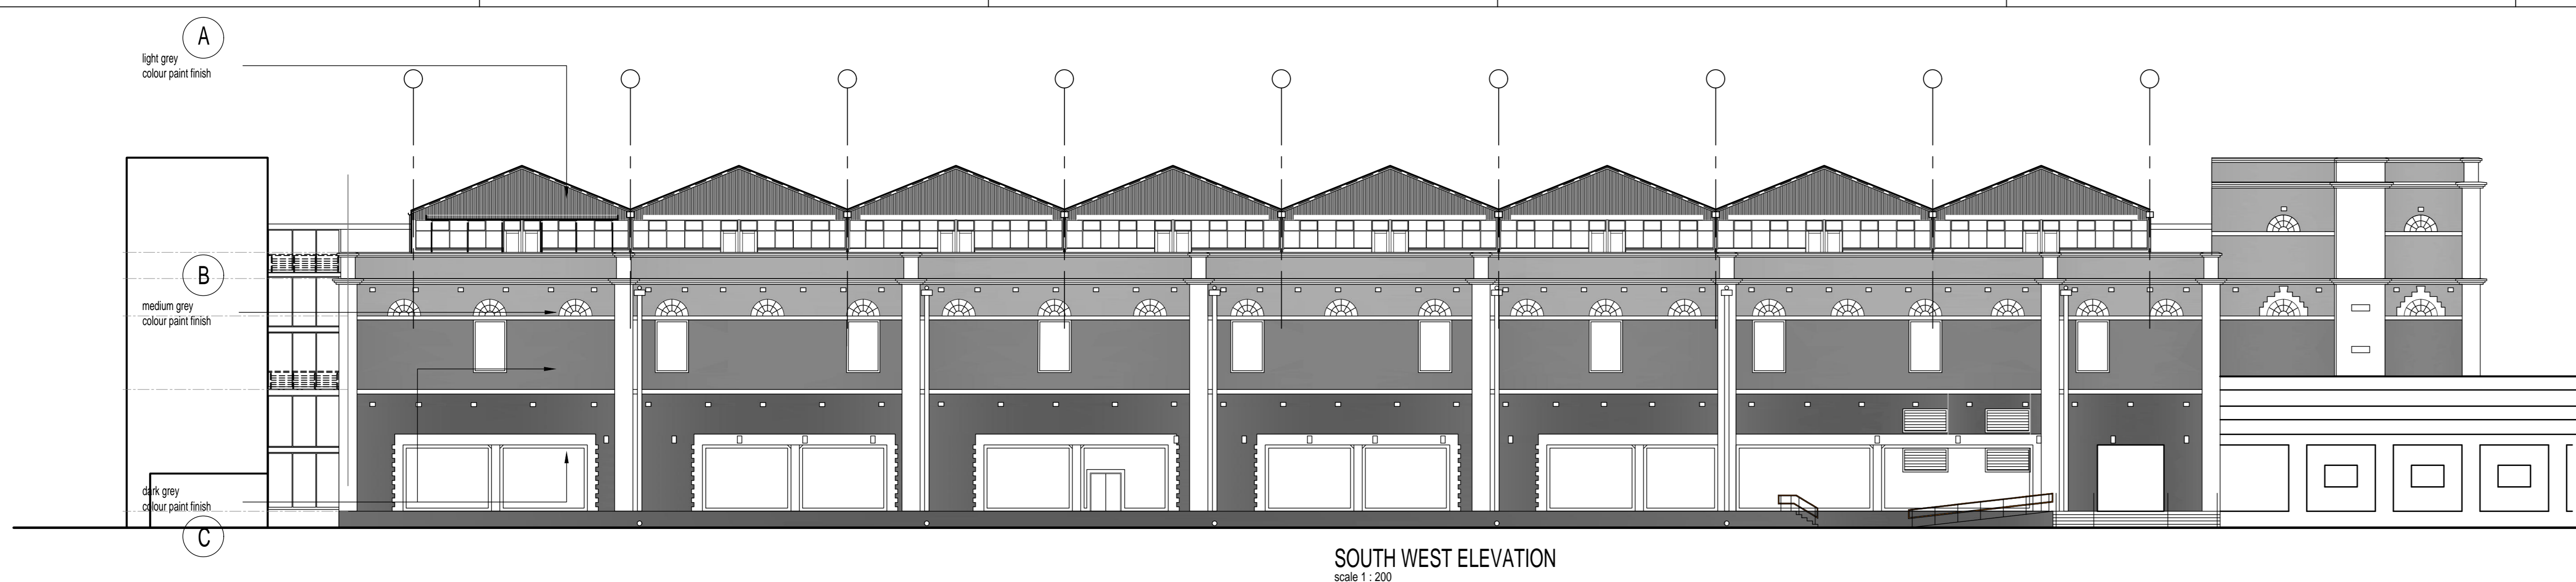 A
light grey
colour paint finish
B
medium grey
colour paint finish
dark grey
colour paint finish
C
SOUTH WEST ELEVATION
scale 1 : 200